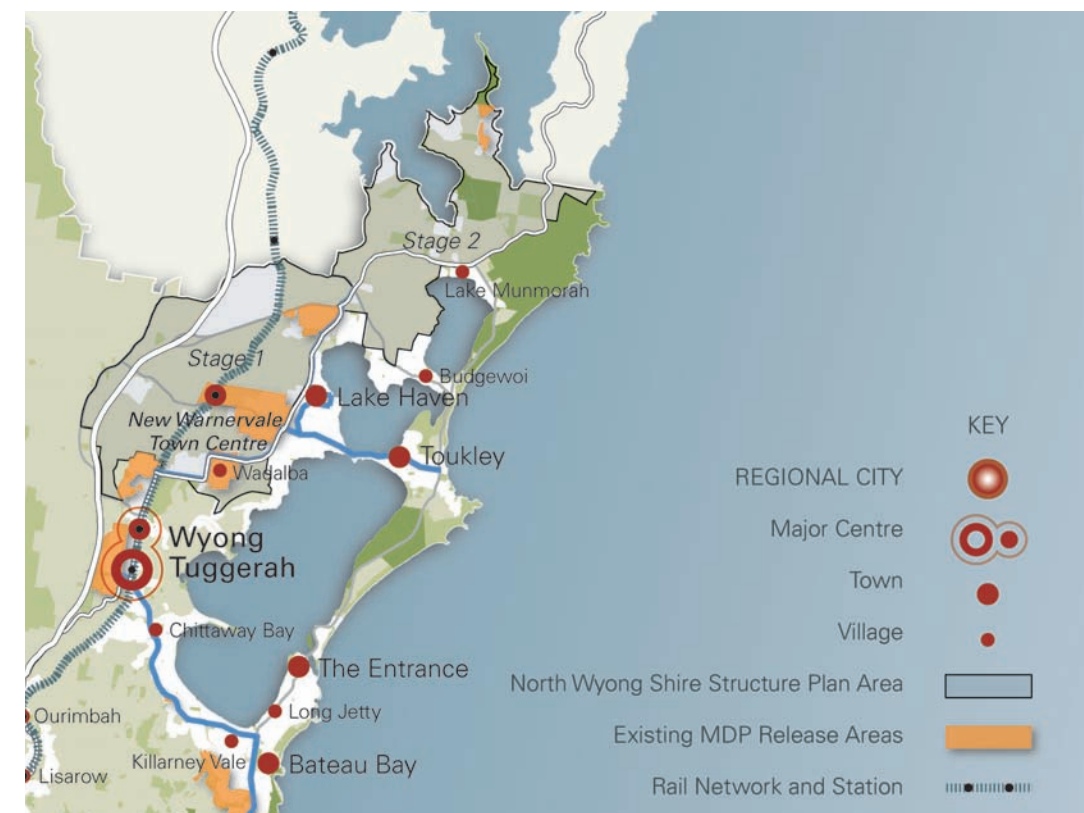 Stage 2
Lake Munmorah
Stage 1
Budgewoi
Lake Haven
New Warnervale
Town Centre
Toukley
Wadalba
Wyong
Tuggerah
Chittaway Bay
The Entrance
Long Jetty
Ourimbah
Killarney Vale
Bateau Bay
Lisarow
KEY
REGIONAL CITY
Major Centre
Town
Village
North Wyong Shire Structure Plan Area
Existing MDP Release Areas
Rail Network and Station